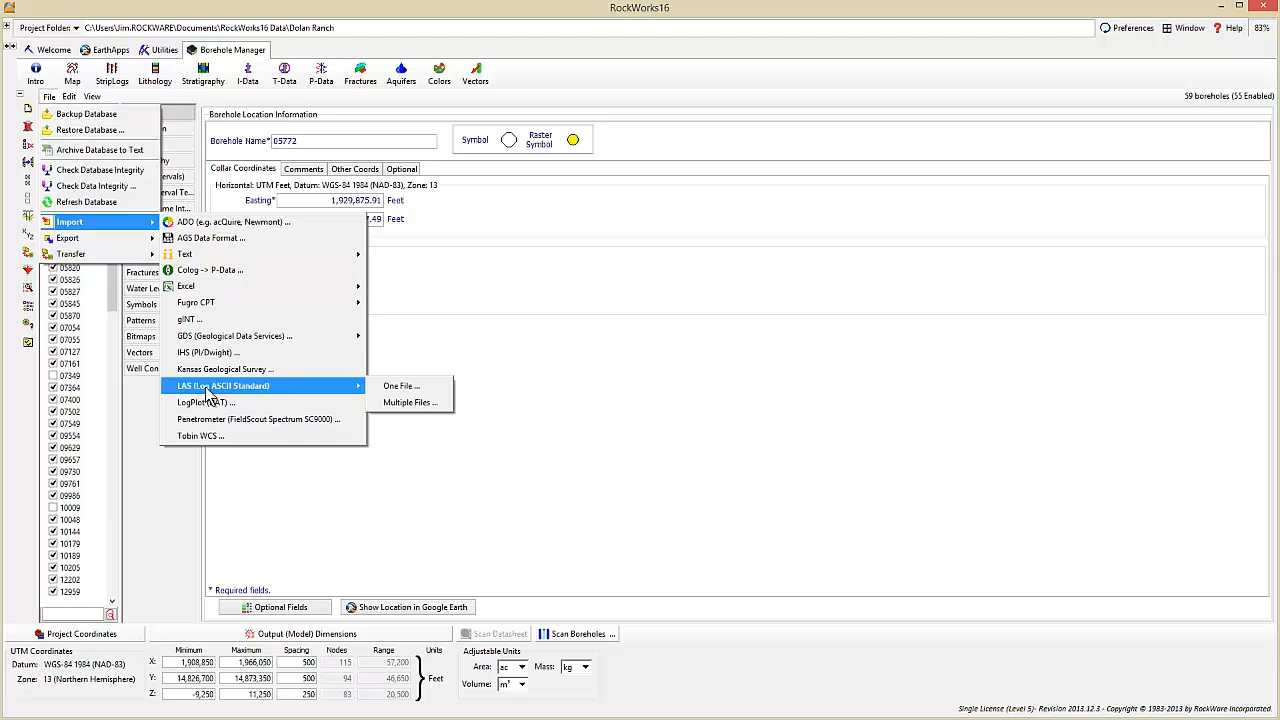 RockWorks16
Project Folder: C:\Users\Jim.ROCKWARE\Documents\RockWorks16 Data\Dolan Ranch
Preferences Window Help 83%
Welcome EarthApps Utilities Borehole Manager
Intro Map StripLogs Lithology Stratigraphy I-Data T-Data P-Data Fractures Aquifers Colors Vectors
File Edit View
59 boreholes (55 Enabled)
Backup Database
Restore Database ...
Archive Database to Text
Check Database Integrity
Check Data Integrity ...
Refresh Database
Import
Export
Transfer
ADO (e.g. acQuire, Newmont) ...
AGS Data Format ...
Text
Colog -> P-Data ...
Excel
Fugro CPT
gINT ...
GDS (Geological Data Services) ...
IHS (PI/Dwight) ...
Kansas Geological Survey ...
LAS (Log ASCII Standard)
LogPlot ...
Penetrometer (FieldScout Spectrum SC9000) ...
Tobin WCS ...
One File ...
Multiple Files ...
Borehole Location Information
Borehole Name* 05772
Symbol
Raster
Symbol
Collar Coordinates Comments Other Coords Optional
Horizontal: UTM Feet, Datum: WGS-84 1984 (NAD-83), Zone: 13
Easting* 1,929,875.91 Feet
.49 Feet
Fractures
Water Le
Symbols
Patterns
Bitmaps
Vectors
Well Con
05820
05826
05827
05845
05870
07054
07055
07127
07161
07349
07364
07400
07502
07549
09554
09629
09657
09730
09761
09986
10009
10048
10144
10179
10189
10205
12202
12959
* Required fields.
Optional Fields Show Location in Google Earth
Project Coordinates
UTM Coordinates
Datum: WGS-84 1984 (NAD-83)
Zone: 13 (Northern Hemisphere)
Output (Model) Dimensions
Minimum Maximum Spacing Nodes Range Units
X: 1,908,850 1,966,050 500 115 57,200
Y: 14,826,700 14,873,350 500 94 46,650 Feet
Z: -9,250 11,250 250 83 20,500
Scan Datasheet Scan Boreholes ...
Adjustable Units
Area: ac Mass: kg
Volume: m³
Single License (Level 5)- Revision 2013.12.3 - Copyright © 1983-2013 by RockWare Incorporated.